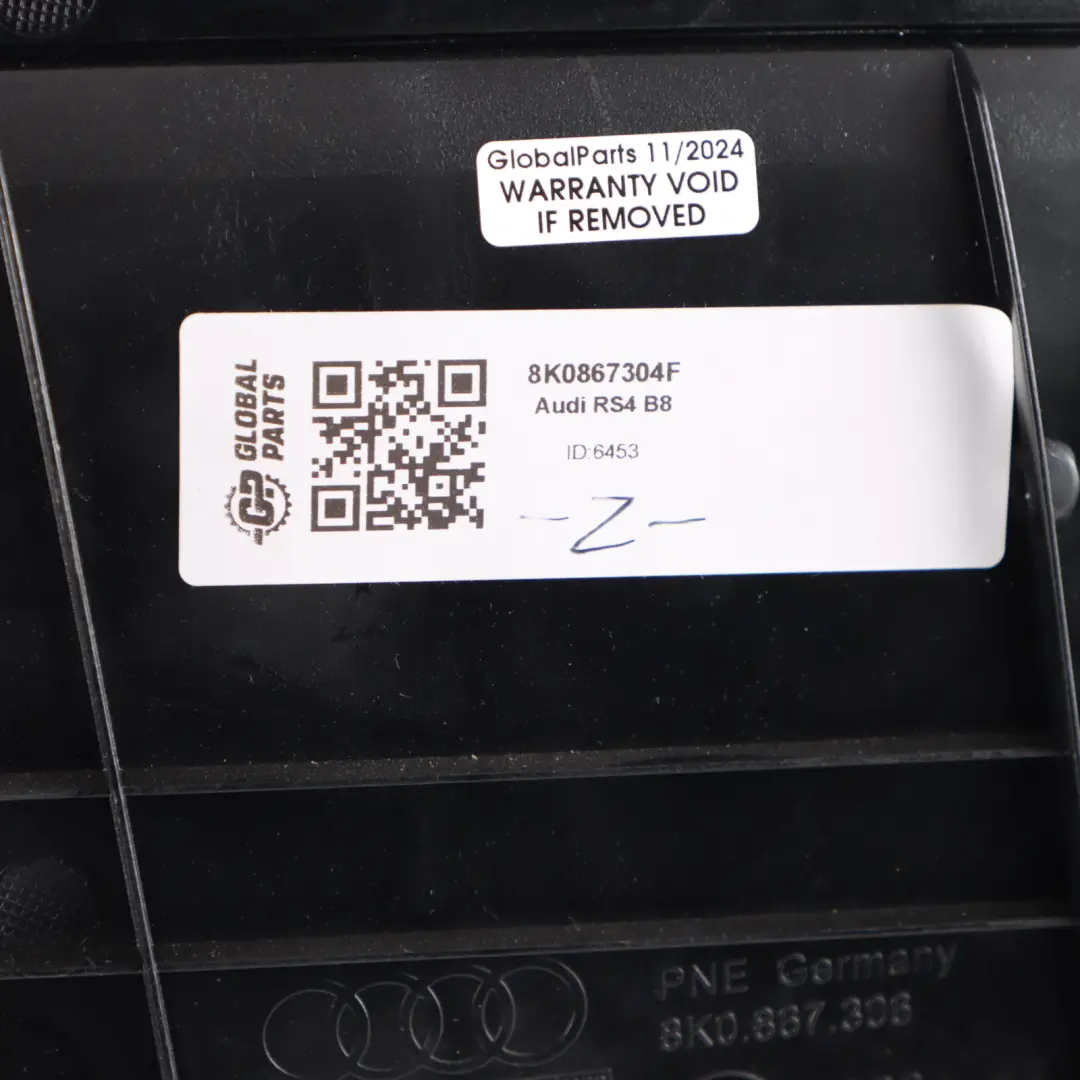 GlobalParts 11/2024
WARRANTY VOID
IF REMOVED
GLOBAL
PARTS
GP
8K0867304F
Audi RS4 B8
ID:6453
-Z-
PNE Germany
8K0.867.306